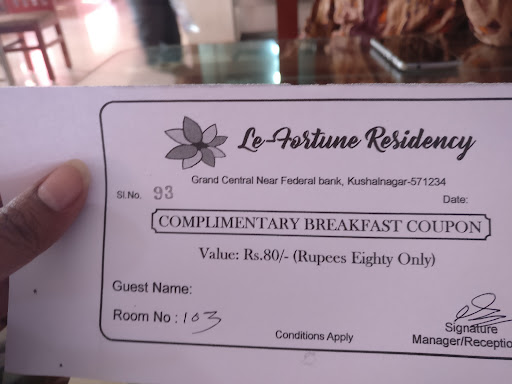 Le-Fortune Residency
Grand Central Near Federal bank, Kushalnagar-571234
Sl.No. 93
Date:
COMPLIMENTARY BREAKFAST COUPON
Value: Rs.80/- (Rupees Eighty Only)
Guest Name:
Room No : 103
Conditions Apply
Signature
Manager/Receptio